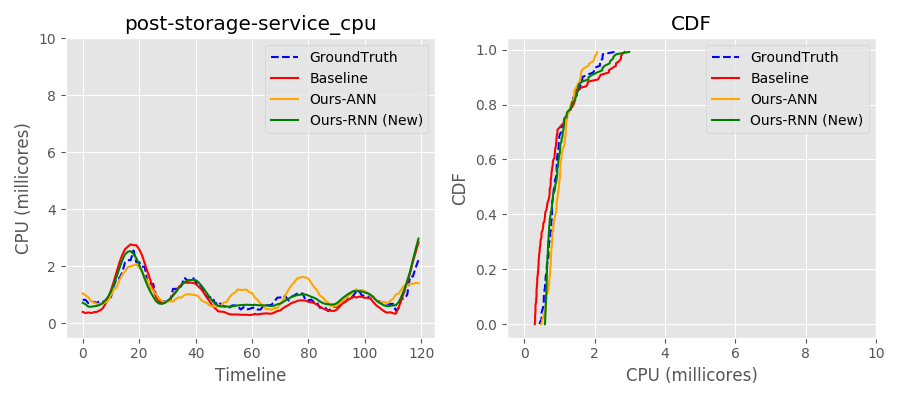 post-storage-service_cpu
CPU (millicores)
10
8
6
4
2
0
0
20
40
60
80
100
120
Timeline
GroundTruth
Baseline
Ours-ANN
Ours-RNN (New)
CDF
CDF
1.0
0.8
0.6
0.4
0.2
0.0
0
2
4
6
8
10
CPU (millicores)
GroundTruth
Baseline
Ours-ANN
Ours-RNN (New)